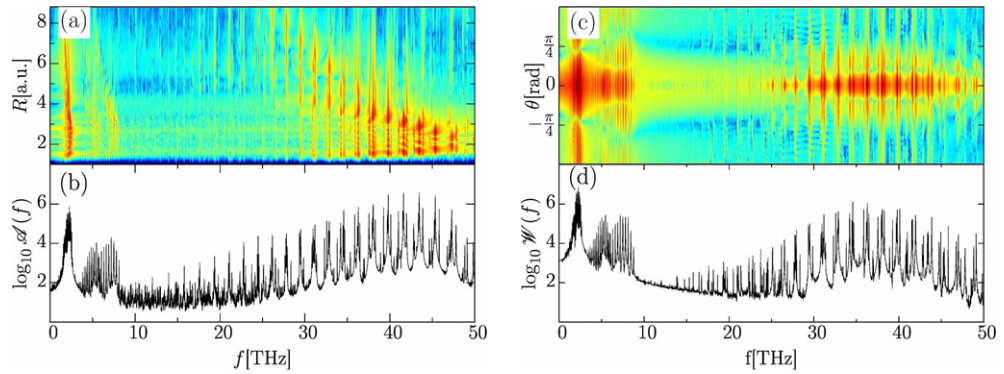 (a)
R[a.u.]
8
6
4
2
(b)
log₁₀ 𝒜(f)
6
4
2
0 10 20 30 40 50
f[THz]
(c)
θ[rad]
π/4
0
−π/4
(d)
log₁₀ 𝒲(f)
6
4
2
0 10 20 30 40 50
f[THz]